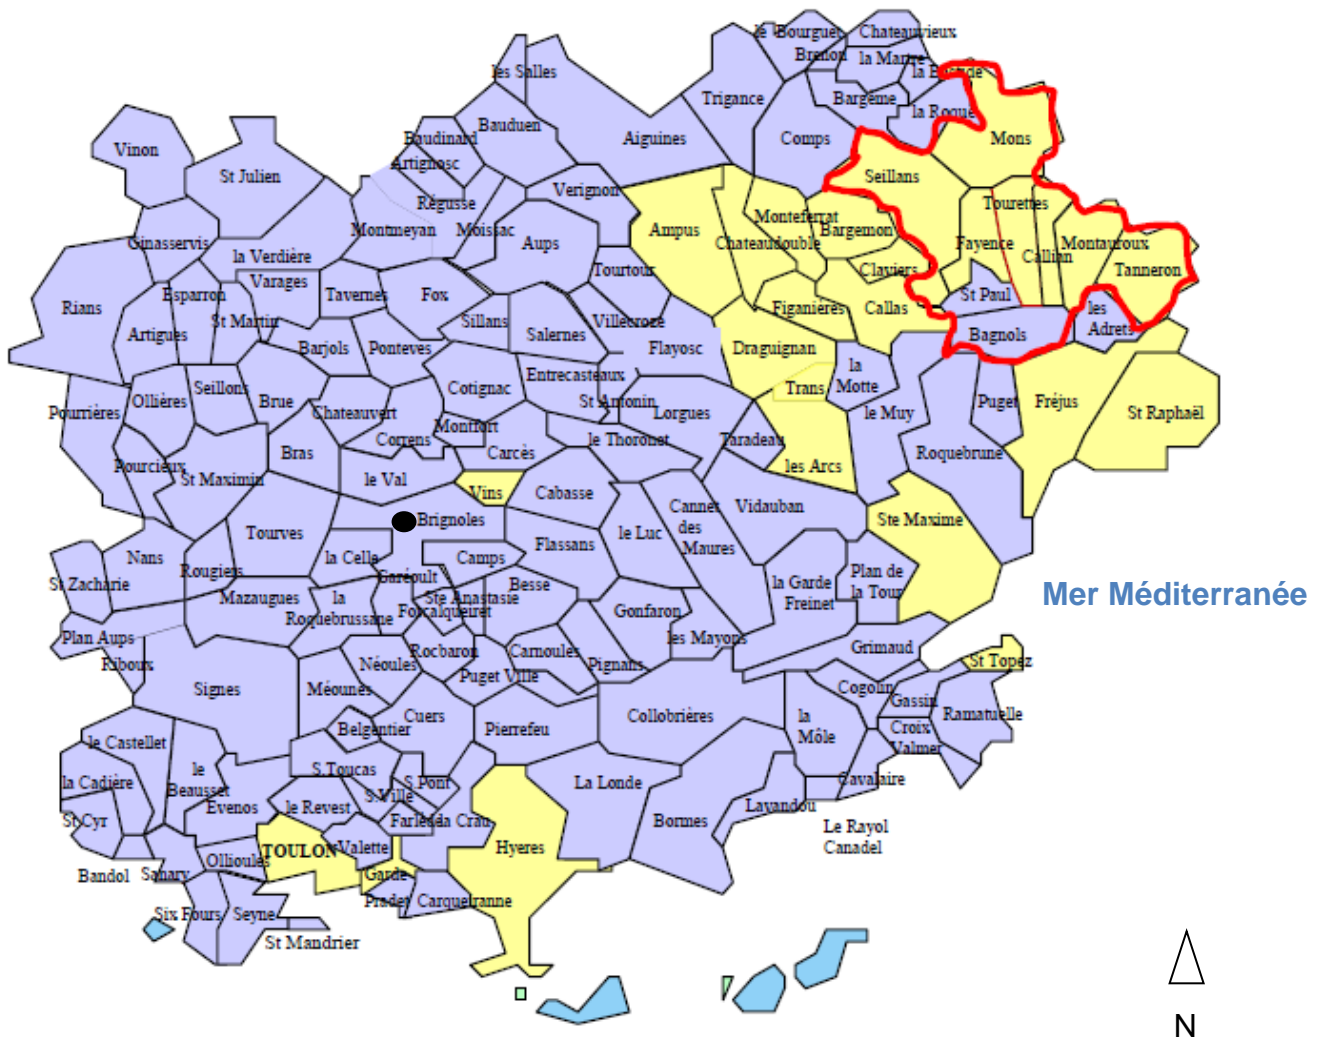 le Bourguet
Chateauvieux
Brenon
la Martre
la Bastide
les Salles
Trigance
Bargème
la Roque
Bauduen
Baudinard
Aiguines
Comps
Mons
Vinon
Artignosc
St Julien
Seillans
Verignon
Régusse
Tourettes
Montmeyan
Moissac
Ampus
Monteferrat
Bargemon
Ginasservis
Aups
Chateaudouble
Fayence
Montauroux
la Verdière
Callian
Varages
Tourtour
Claviers
Tanneron
Rians
Esparron
Tavernes
Fox
St Paul
St Martin
Sillans
Villecroze
Figanières
Callas
les
Adrets
Artigues
Salernes
Bagnols
Barjols
Ponteves
Flayosc
Draguignan
la
Motte
Entrecasteaux
Seillons
Cotignac
Trans
Ollières
Brue
St Antonin
Pourrières
Chateauvert
Lorgues
le Muy
Puget
Fréjus
St Raphaël
Montfort
Correns
le Thoronet
Taradeau
Bras
Carcès
Roquebrune
Pourcieux
les Arcs
St Maximin
le Val
Vins
Cabasse
Cannet
des
Maures
Vidauban
Brignoles
Ste Maxime
Tourves
le Luc
Flassans
Nans
la Celle
Camps
Rougiers
Plan de
la Tour
St Zacharie
Garéoult
Besse
la Garde
Freinet
Mer Méditerranée
Mazaugues
la
Roquebrussane
Ste Anastasie
Forcalqueiret
Gonfaron
Plan Aups
les Mayons
Riboux
Rocbaron
Carnoules
Grimaud
Néoules
Pignans
St Topez
Puget Ville
Signes
Méounes
Cogolin
Gassin
Cuers
Collobrières
la
Môle
Ramatuelle
Belgentier
Pierrefeu
Croix
Valmer
le Castellet
le
Beausset
S.Toucas
la Cadière
S.Pont
La Londe
Cavalaire
S.Ville
Evenos
le Revest
Lavandou
St Cyr
Farlède
la Crau
Bormes
Le Rayol
Canadel
TOULON
Valette
Hyeres
Ollioules
Bandol
Sanary
Garde
Pradet
Carqueiranne
Six Fours
Seyne
St Mandrier
N